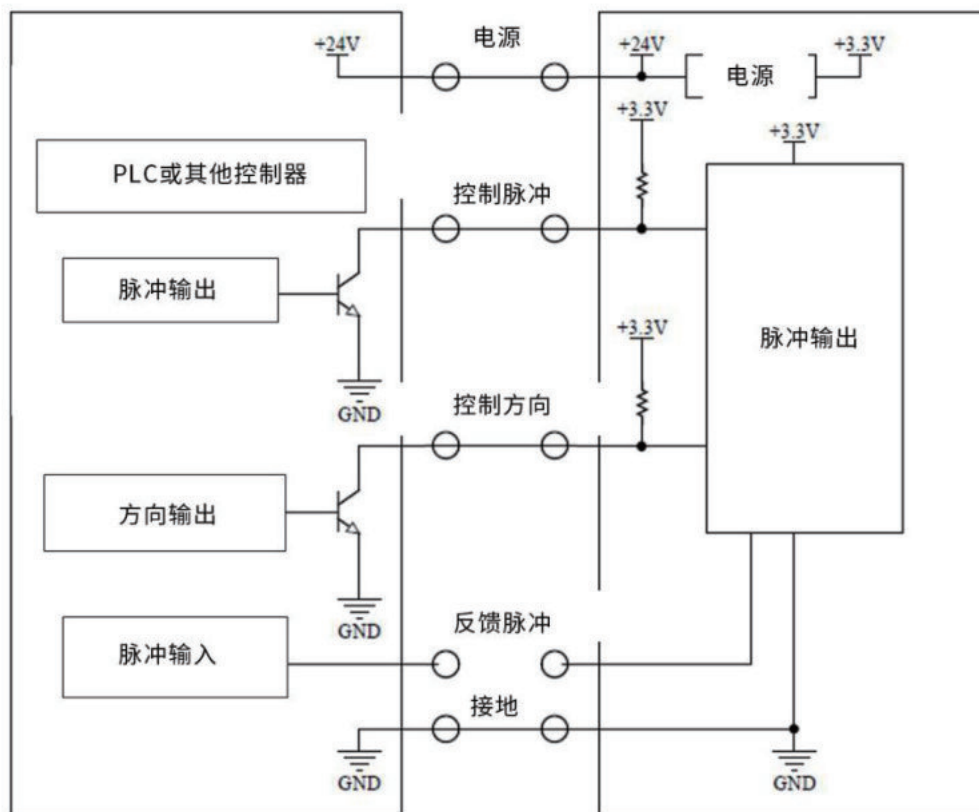 电源
+24V
+24V
+3.3V
电源
+3.3V
+3.3V
PLC或其他控制器
控制脉冲
脉冲输出
+3.3V
脉冲输出
GND
控制方向
方向输出
GND
反馈脉冲
脉冲输入
接地
GND
GND